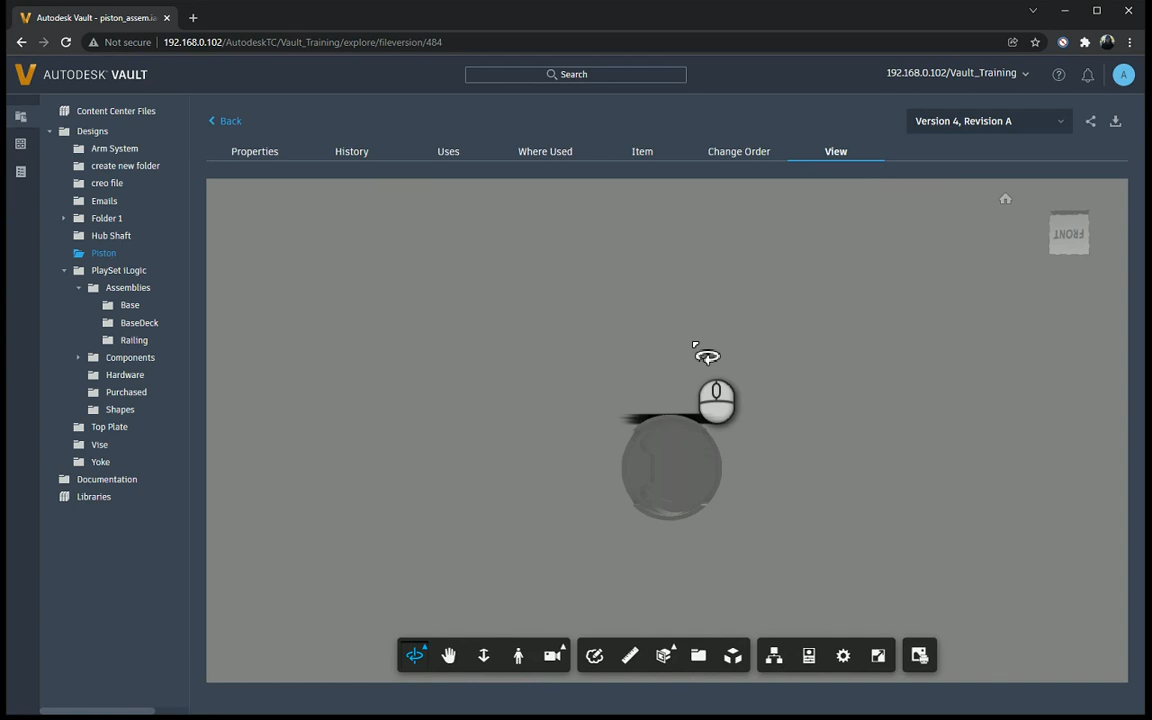 Autodesk Vault - piston_assem.ia
Not secure
192.168.0.102/AutodeskTC/Vault_Training/explore/fileversion/484
AUTODESK VAULT
Search
192.168.0.102/Vault_Training
A
Content Center Files
Designs
Arm System
create new folder
creo file
Emails
Folder 1
Hub Shaft
Piston
PlaySet iLogic
Assemblies
Base
BaseDeck
Railing
Components
Hardware
Purchased
Shapes
Top Plate
Vise
Yoke
Documentation
Libraries
Back
Version 4, Revision A
Properties
History
Uses
Where Used
Item
Change Order
View
FRONT